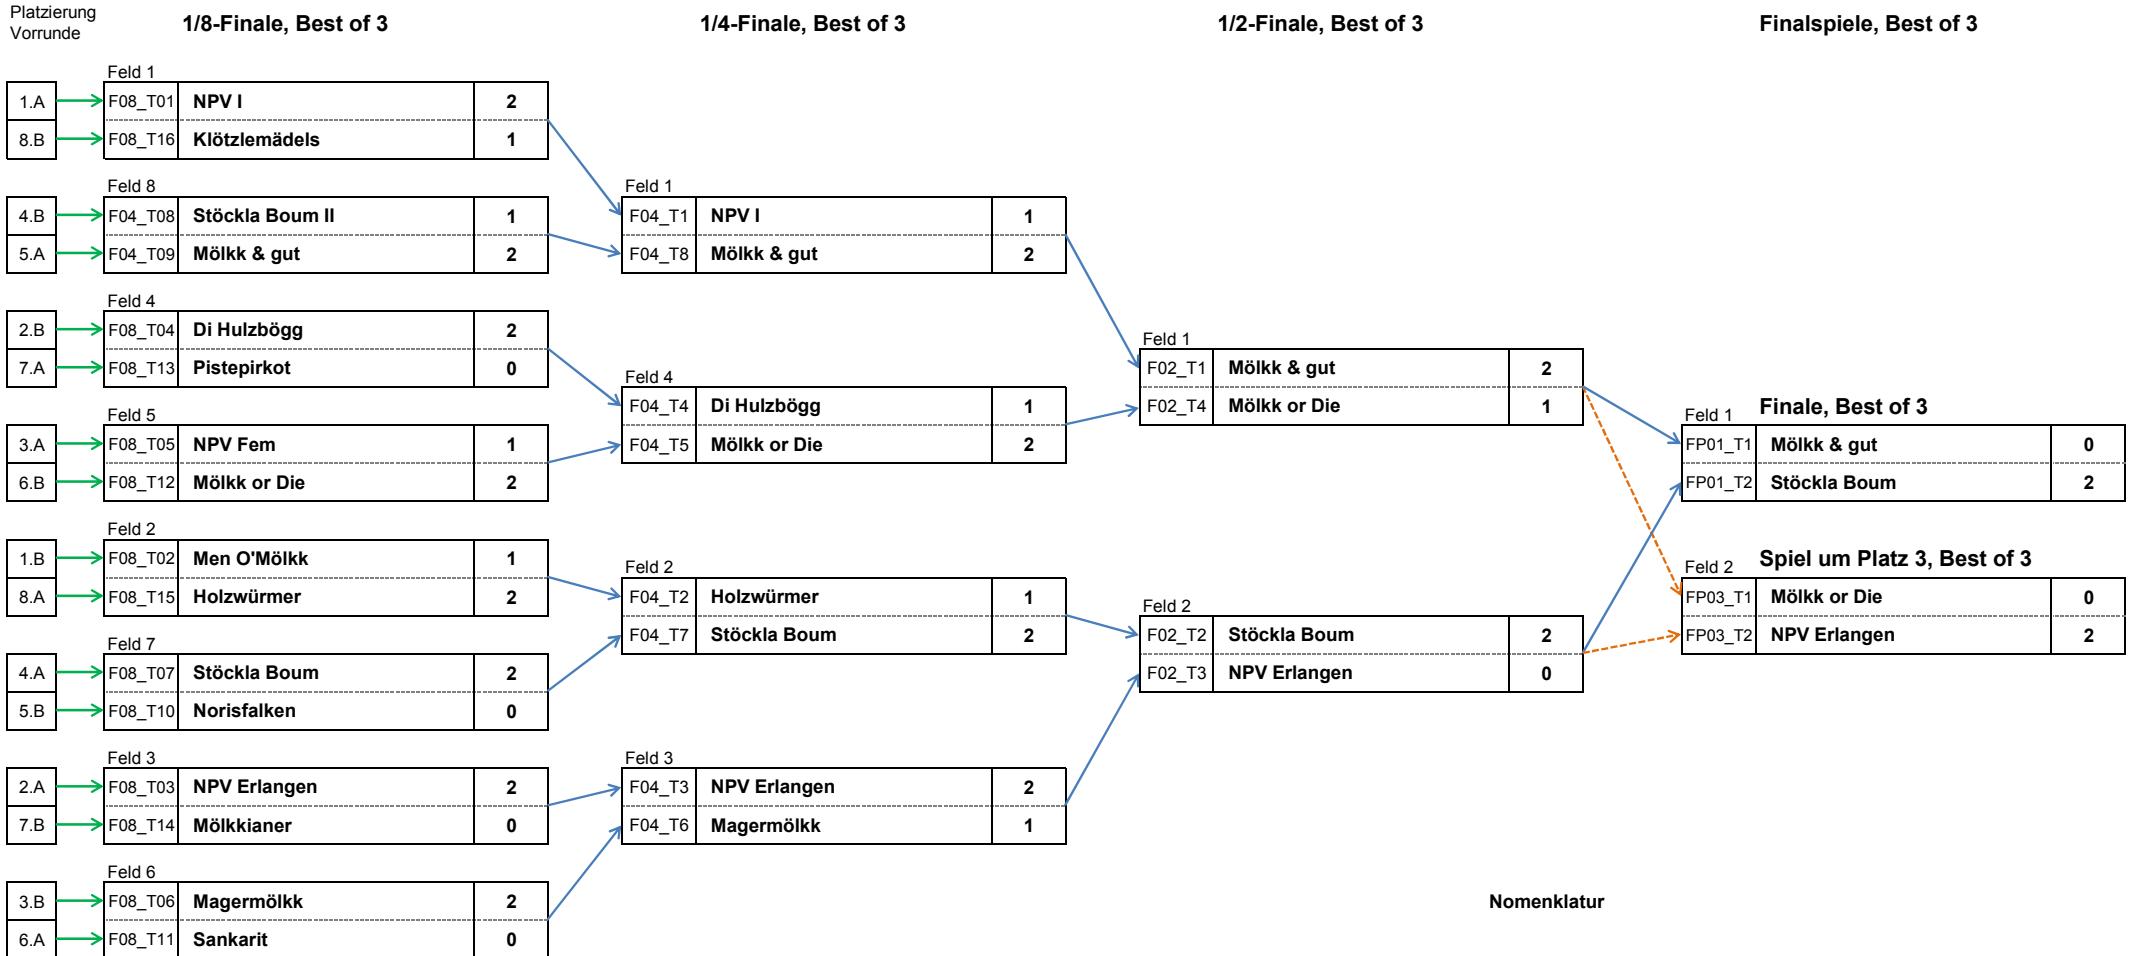 Platzierung
Vorrunde
1/8-Finale, Best of 3
1/4-Finale, Best of 3
1/2-Finale, Best of 3
Finalspiele, Best of 3
Feld 1
1.A F08_T01 NPV I 2
8.B F08_T16 Klötzlemädels 1
Feld 8
4.B F04_T08 Stöckla Boum II 1
5.A F04_T09 Mölkk & gut 2
Feld 4
2.B F08_T04 Di Hulzbögg 2
7.A F08_T13 Pistepirkot 0
Feld 5
3.A F08_T05 NPV Fem 1
6.B F08_T12 Mölkk or Die 2
Feld 2
1.B F08_T02 Men O'Mölkk 1
8.A F08_T15 Holzwürmer 2
Feld 7
4.A F08_T07 Stöckla Boum 2
5.B F08_T10 Norisfalken 0
Feld 3
2.A F08_T03 NPV Erlangen 2
7.B F08_T14 Mölkkianer 0
Feld 6
3.B F08_T06 Magermölkk 2
6.A F08_T11 Sankarit 0
Feld 1
F04_T1 NPV I 1
F04_T8 Mölkk & gut 2
Feld 4
F04_T4 Di Hulzbögg 1
F04_T5 Mölkk or Die 2
Feld 2
F04_T2 Holzwürmer 1
F04_T7 Stöckla Boum 2
Feld 3
F04_T3 NPV Erlangen 2
F04_T6 Magermölkk 1
Feld 1
F02_T1 Mölkk & gut 2
F02_T4 Mölkk or Die 1
Feld 2
F02_T2 Stöckla Boum 2
F02_T3 NPV Erlangen 0
Feld 1 Finale, Best of 3
FP01_T1 Mölkk & gut 0
FP01_T2 Stöckla Boum 2
Feld 2 Spiel um Platz 3, Best of 3
FP03_T1 Mölkk or Die 0
FP03_T2 NPV Erlangen 2
Nomenklatur